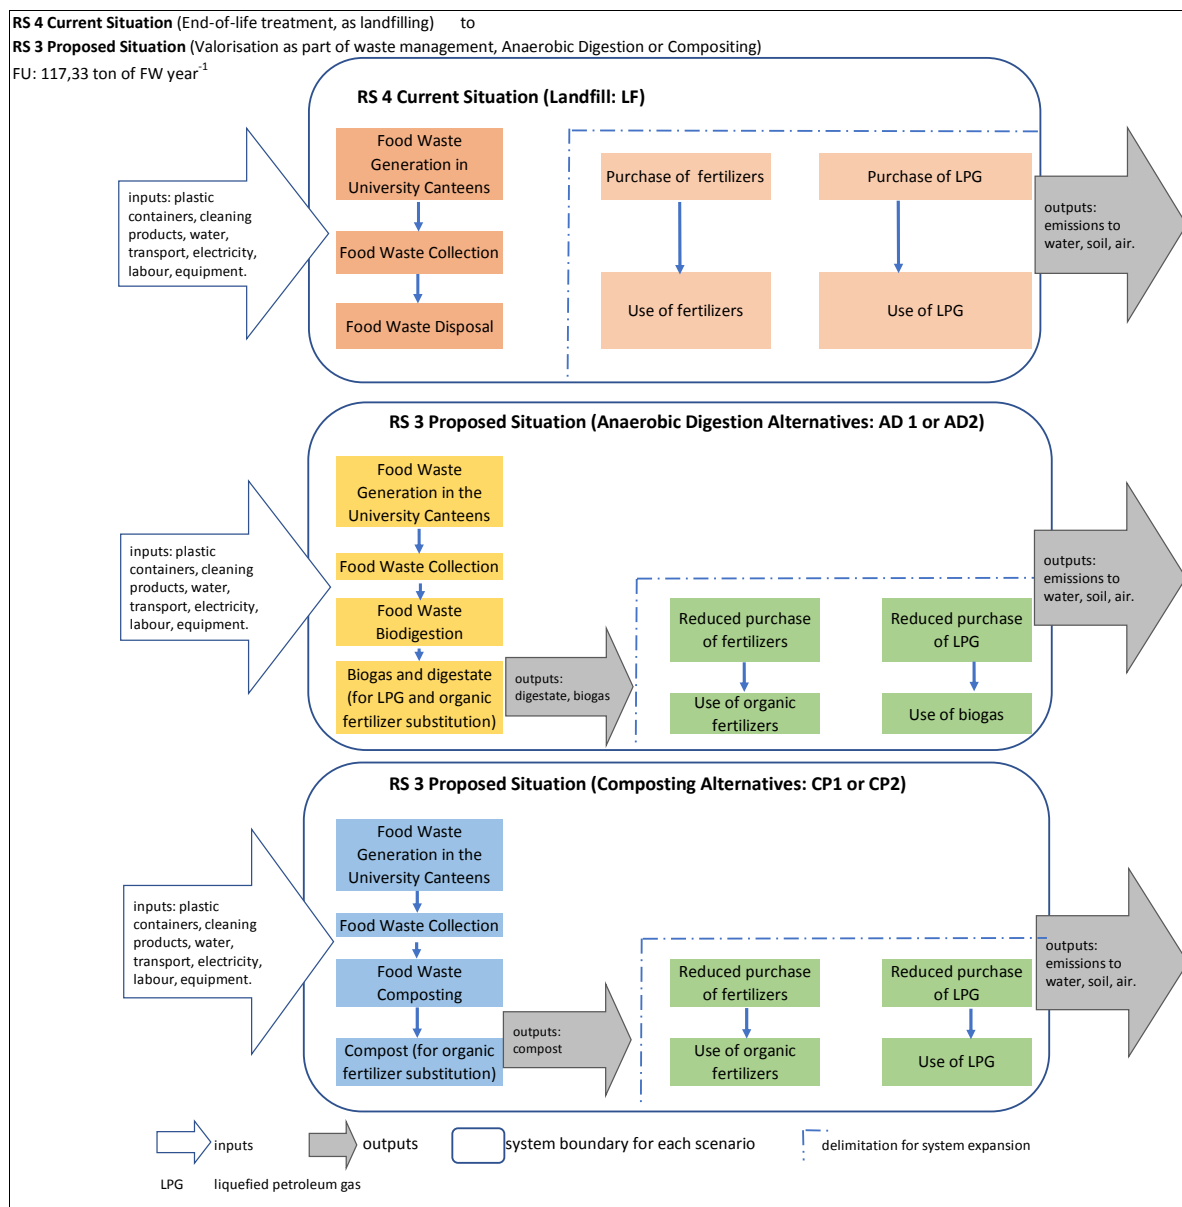 RS 4 Current Situation (End-of-life treatment, as landfilling) to
RS 3 Proposed Situation (Valorisation as part of waste management, Anaerobic Digestion or Compositing)
FU: 117,33 ton of FW year-1
RS 4 Current Situation (Landfill: LF)
inputs: plastic
containers, cleaning
products, water,
transport, electricity,
labour, equipment.
Food Waste
Generation in
University Canteens
Food Waste Collection
Food Waste Disposal
Purchase of fertilizers
Use of fertilizers
Purchase of LPG
Use of LPG
outputs:
emissions to
water, soil, air.
RS 3 Proposed Situation (Anaerobic Digestion Alternatives: AD 1 or AD2)
inputs: plastic
containers, cleaning
products, water,
transport, electricity,
labour, equipment.
Food Waste
Generation in the
University Canteens
Food Waste Collection
Food Waste
Biodigestion
Biogas and digestate
(for LPG and organic
fertilizer substitution)
outputs:
digestate, biogas
Reduced purchase
of fertilizers
Use of organic
fertilizers
Reduced purchase
of LPG
Use of biogas
outputs:
emissions to
water, soil, air.
RS 3 Proposed Situation (Composting Alternatives: CP1 or CP2)
inputs: plastic
containers, cleaning
products, water,
transport, electricity,
labour, equipment.
Food Waste
Generation in the
University Canteens
Food Waste Collection
Food Waste
Composting
Compost (for organic
fertilizer substitution)
outputs:
compost
Reduced purchase
of fertilizers
Use of organic
fertilizers
Reduced purchase
of LPG
Use of LPG
outputs:
emissions to
water, soil, air.
inputs
outputs
system boundary for each scenario
delimitation for system expansion
LPG liquefied petroleum gas